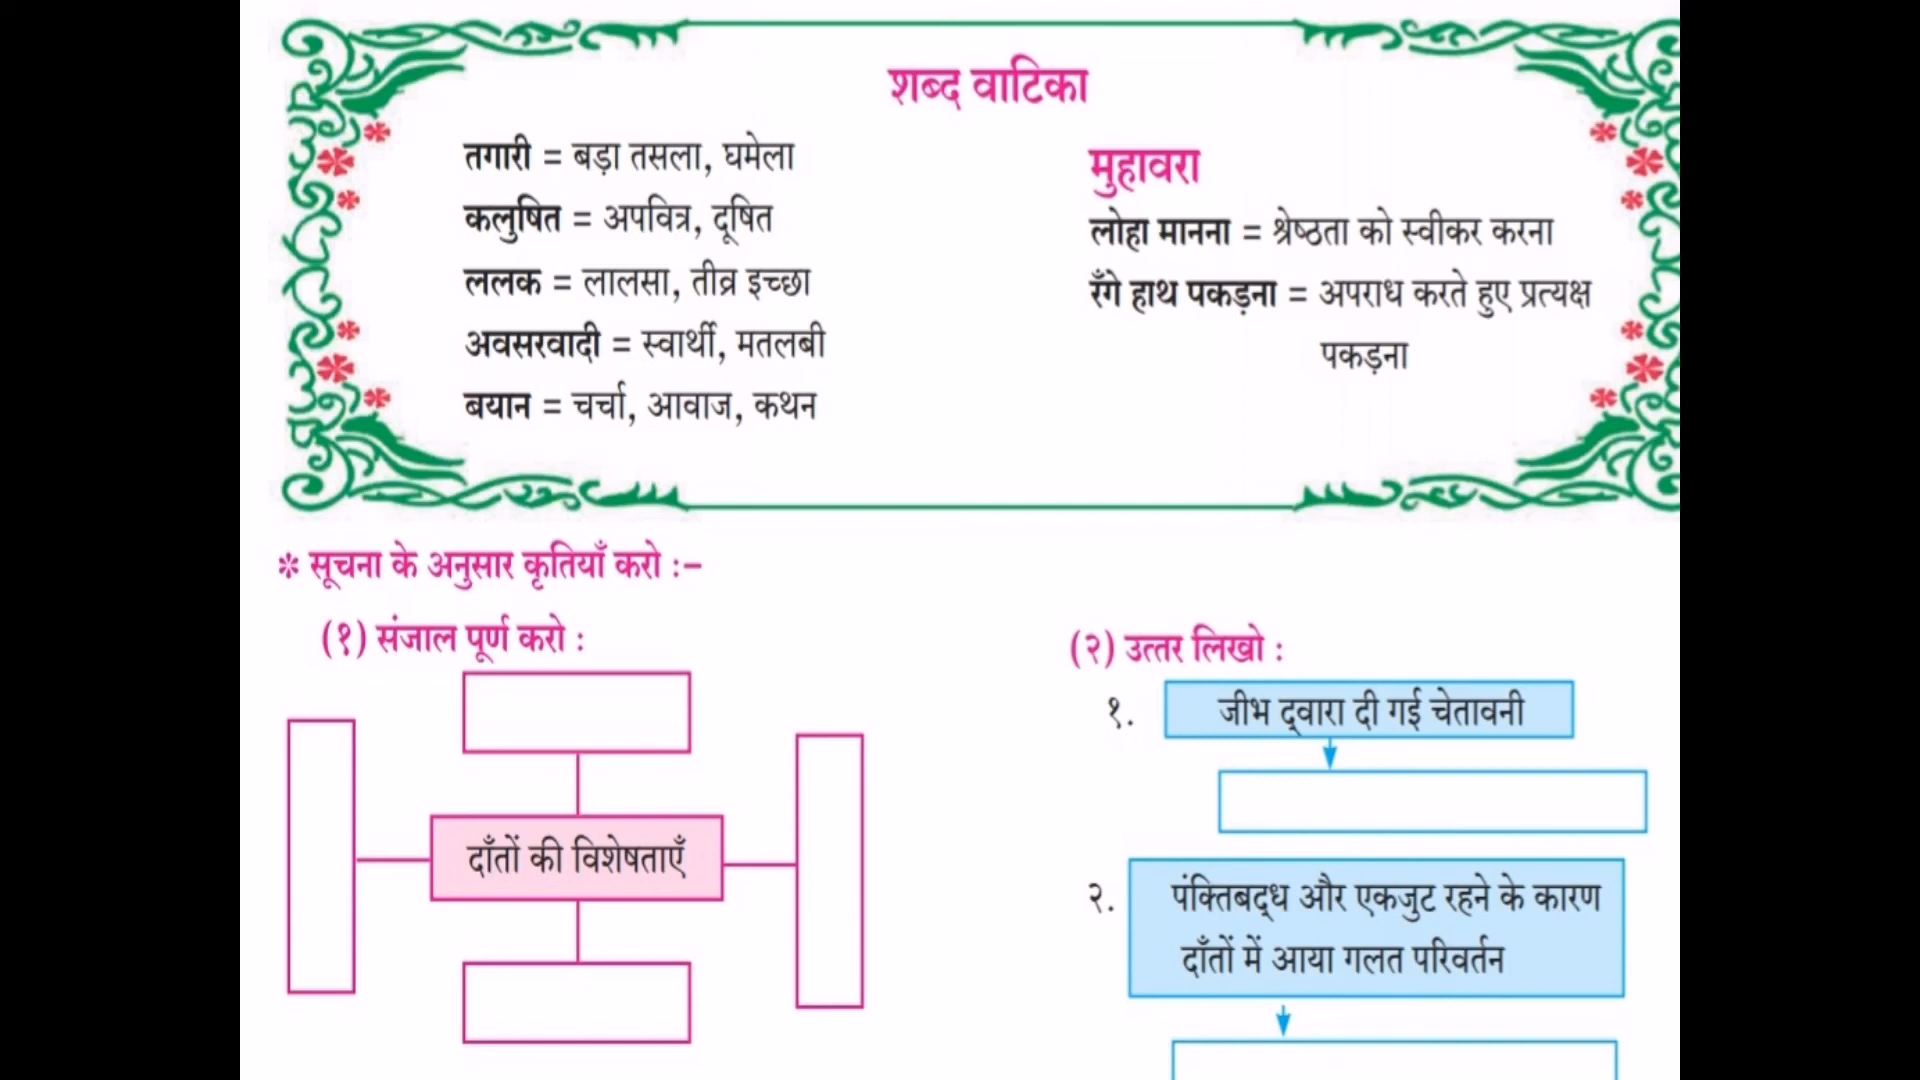 शब्द वाटिका
तगारी = बड़ा तसला, घमेला
कलुषित = अपवित्र, दूषित
ललक = लालसा, तीव्र इच्छा
अवसरवादी = स्वार्थी, मतलबी
बयान = चर्चा, आवाज, कथन
मुहावरा
लोहा मानना = श्रेष्ठता को स्वीकर करना
रँगे हाथ पकड़ना = अपराध करते हुए प्रत्यक्ष
पकड़ना
* सूचना के अनुसार कृतियाँ करो :–
(१) संजाल पूर्ण करो :
दाँतों की विशेषताएँ
(२) उत्तर लिखो :
१. जीभ द्‌वारा दी गई चेतावनी
२. पंक्तिबद्‌ध और एकजुट रहने के कारण
दाँतों में आया गलत परिवर्तन